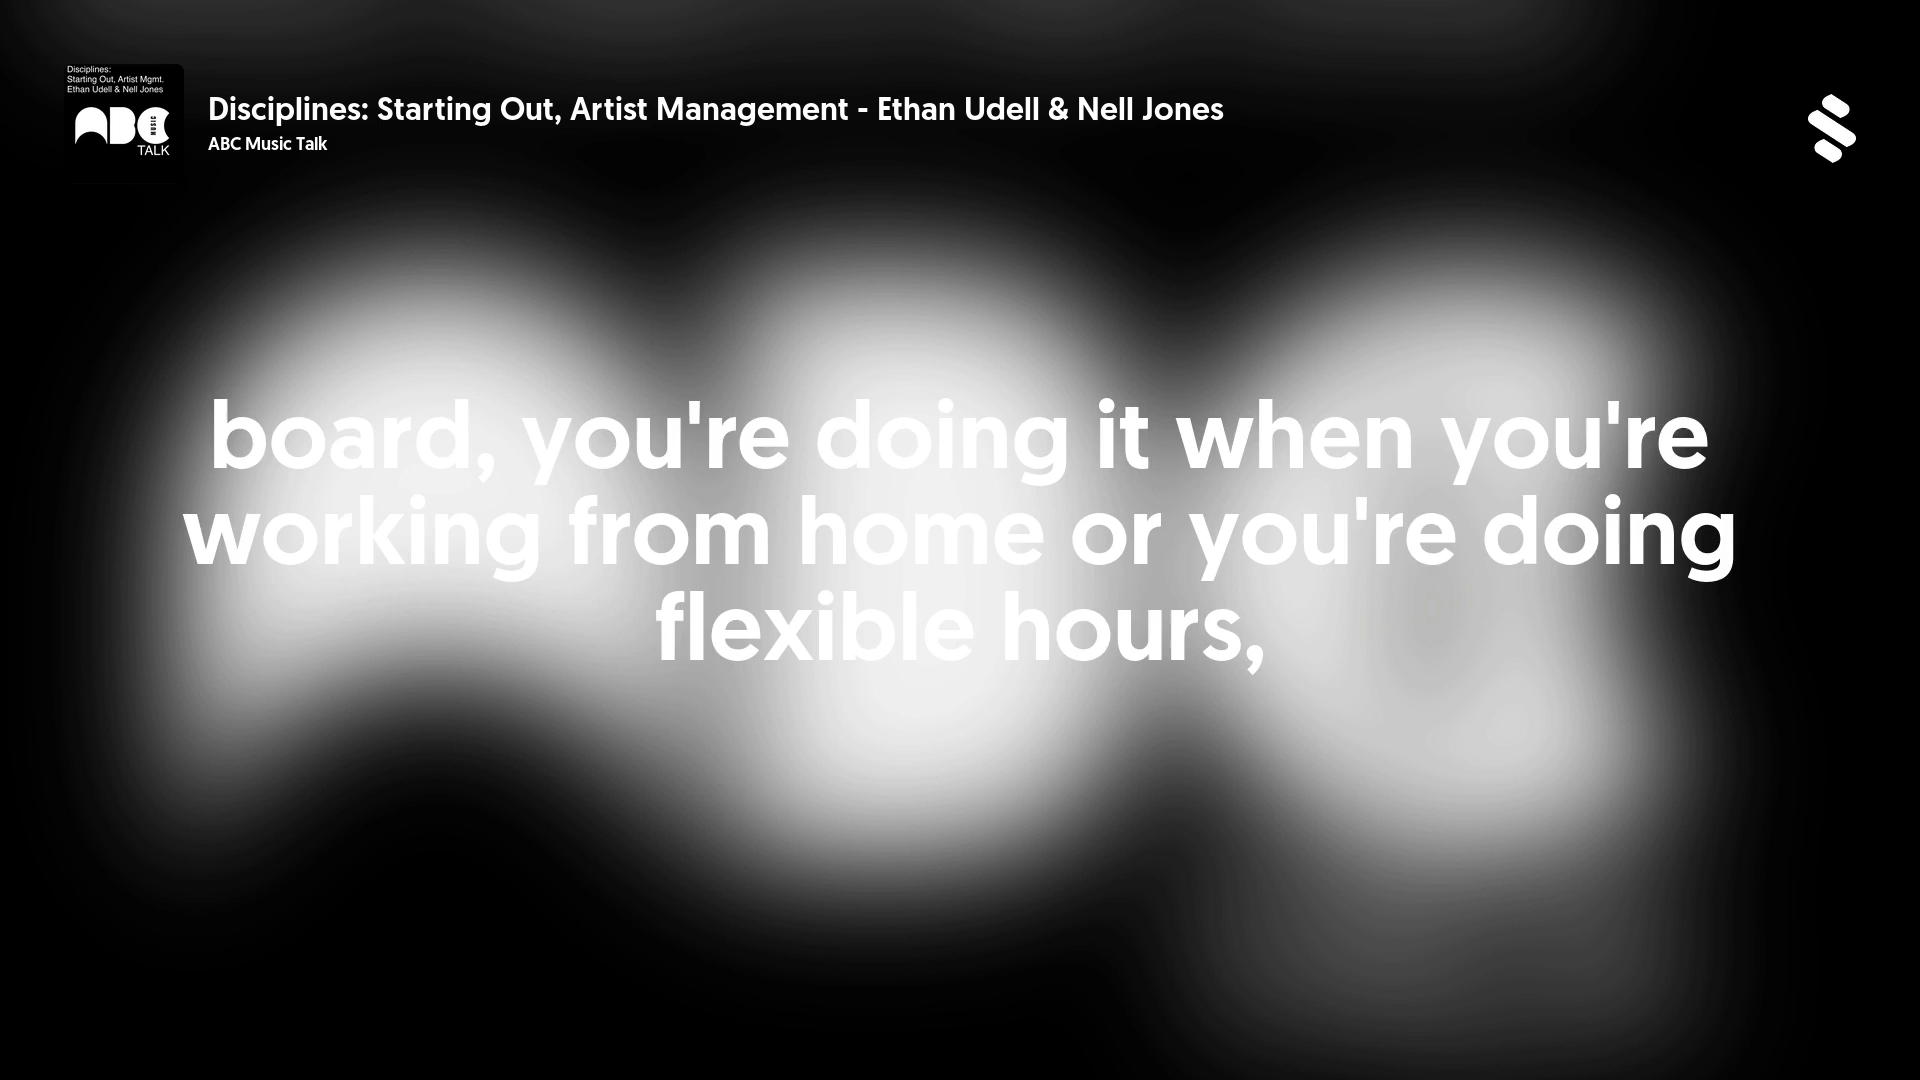 Disciplines:
Starting Out, Artist Mgmt.
Ethan Udell & Nell Jones
ABC
MUSIC
TALK
Disciplines: Starting Out, Artist Management - Ethan Udell & Nell Jones
ABC Music Talk
board, you're doing it when you're
working from home or you're doing
flexible hours,